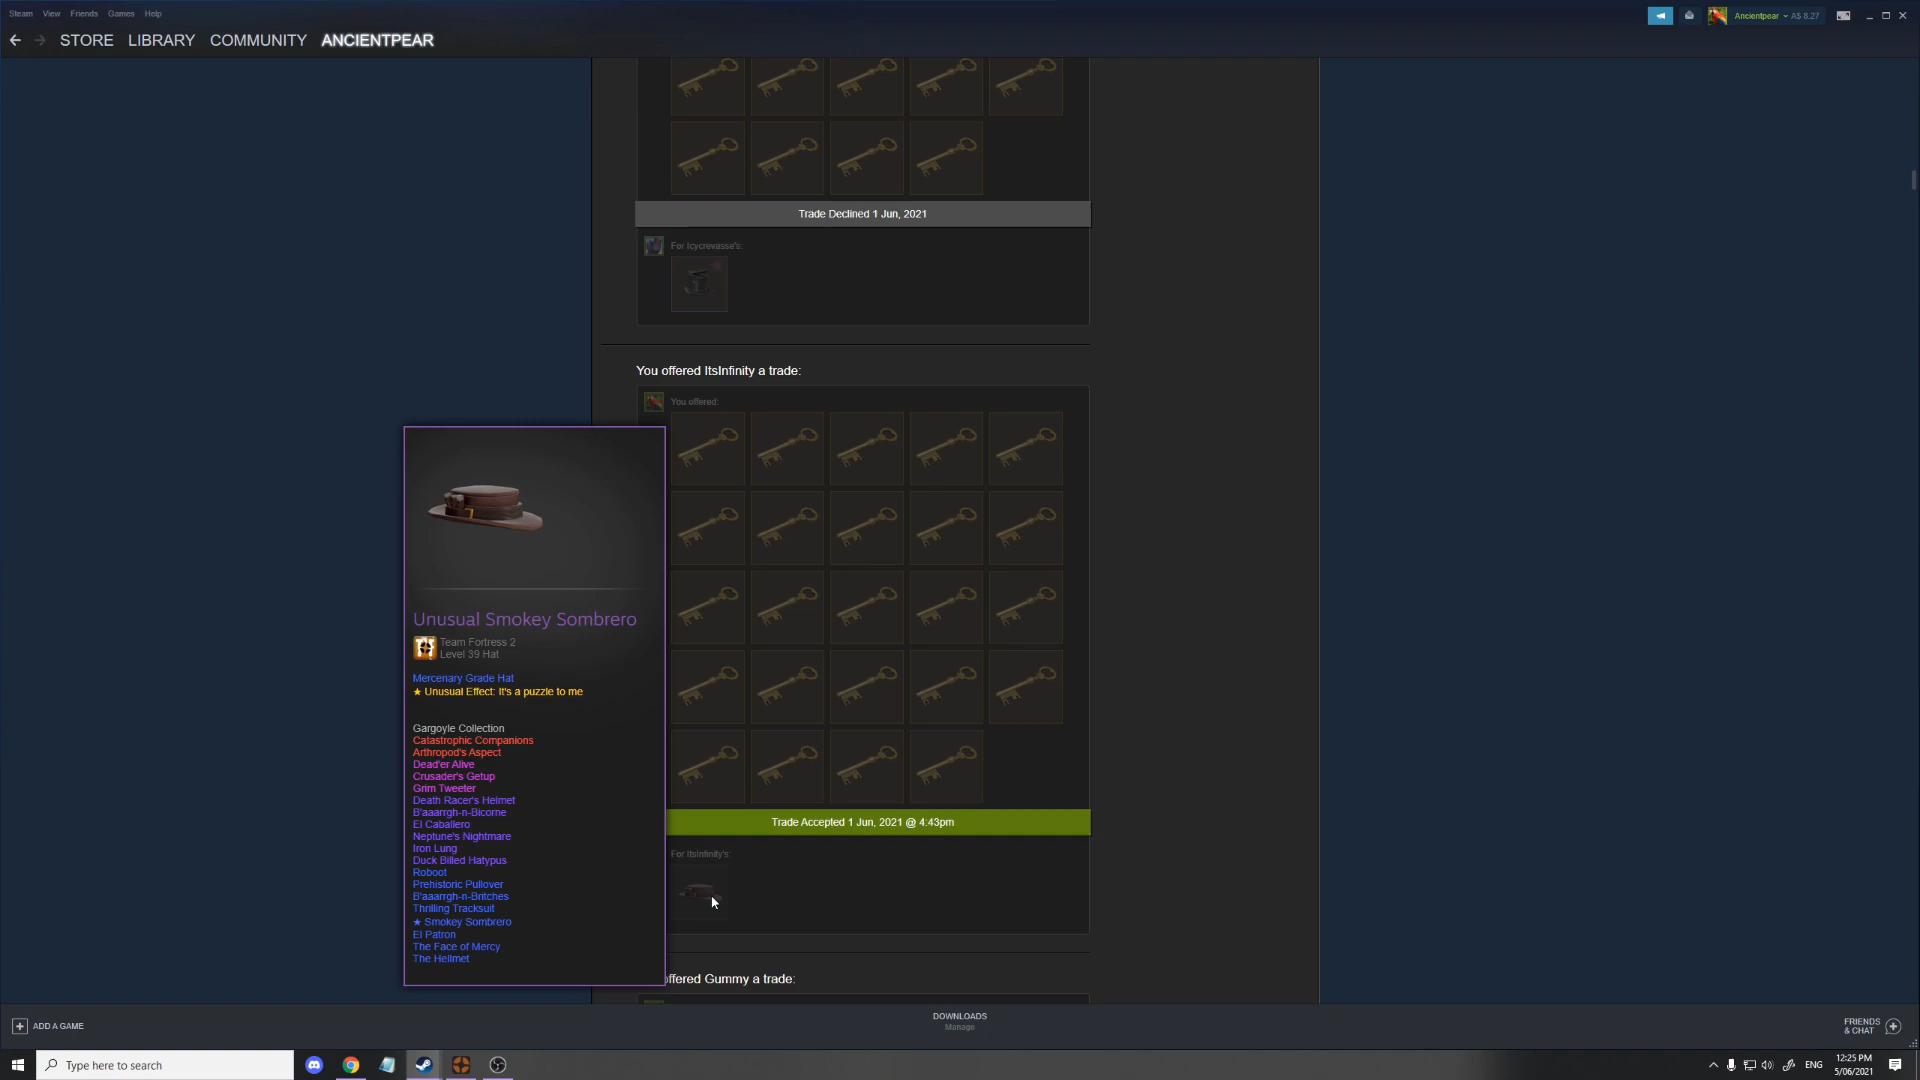 Steam View Friends Games Help
Ancientpear A$ 8.27
STORE LIBRARY COMMUNITY ANCIENTPEAR
Trade Declined 1 Jun, 2021
For Icycrevasse's:
You offered ItsInfinity a trade:
You offered:
Trade Accepted 1 Jun, 2021 @ 4:43pm
For ItsInfinity's:
offered Gummy a trade:
Unusual Smokey Sombrero
Team Fortress 2
Level 39 Hat
Mercenary Grade Hat
★ Unusual Effect: It's a puzzle to me
Gargoyle Collection
Catastrophic Companions
Arthropod's Aspect
Dead'er Alive
Crusader's Getup
Grim Tweeter
Death Racer's Helmet
B'aaarrgh-n-Bicorne
El Caballero
Neptune's Nightmare
Iron Lung
Duck Billed Hatypus
Roboot
Prehistoric Pullover
B'aaarrgh-n-Britches
Thrilling Tracksuit
★ Smokey Sombrero
El Patron
The Face of Mercy
The Hellmet
ADD A GAME
DOWNLOADS
Manage
FRIENDS
& CHAT
Type here to search
ENG
12:25 PM
5/06/2021